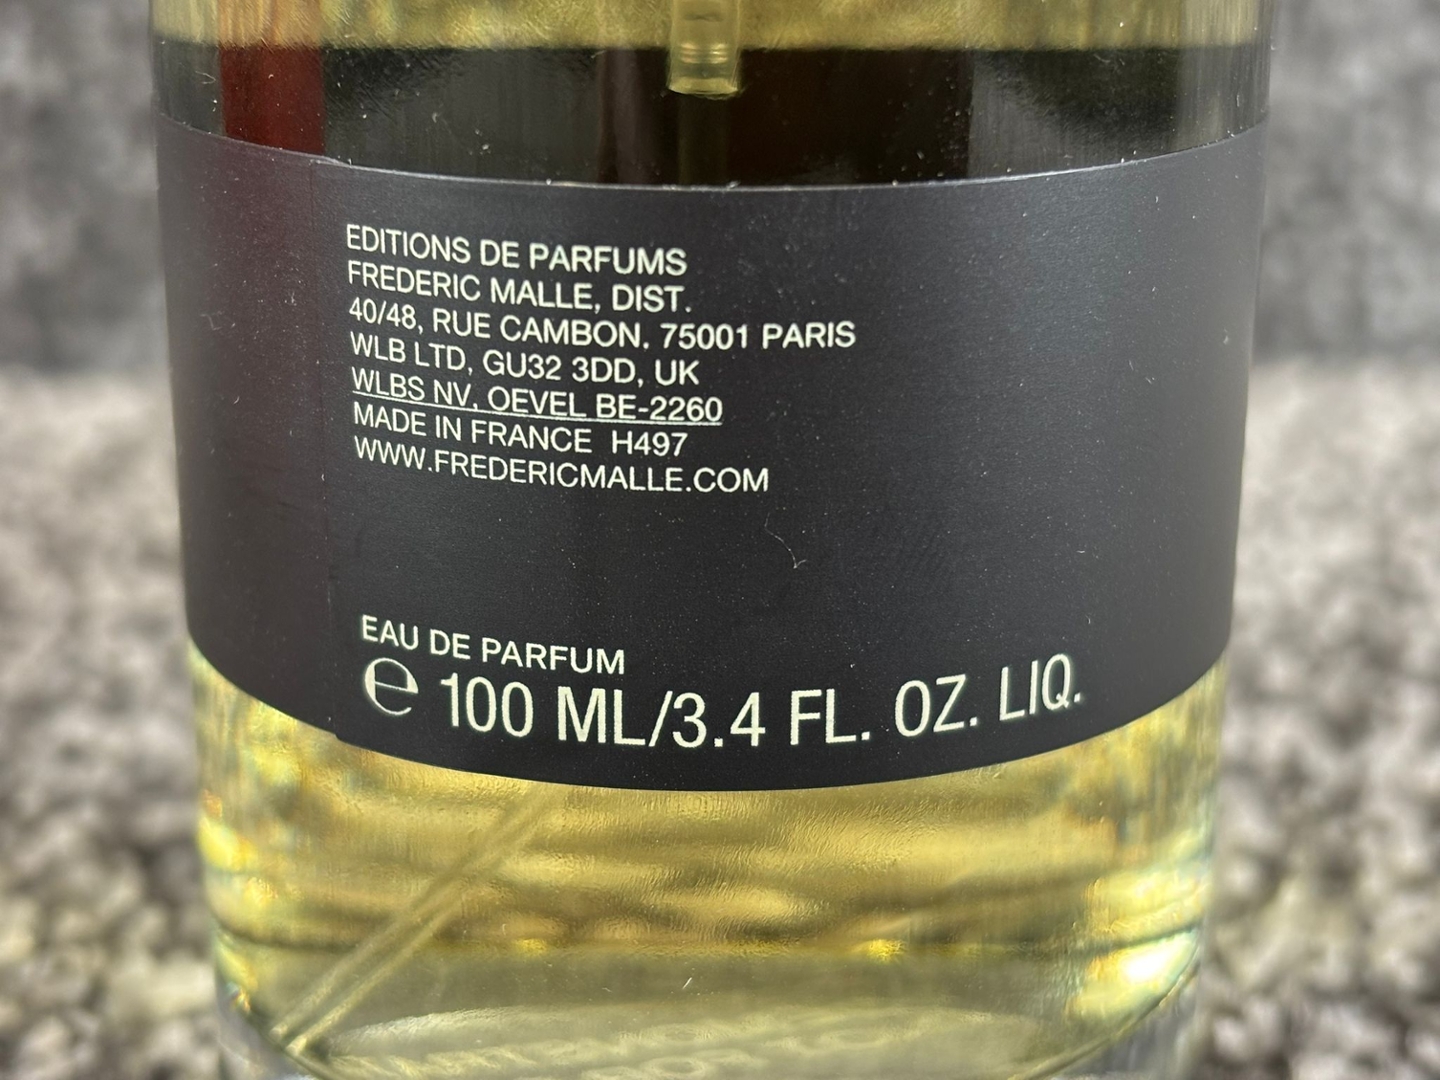 EDITIONS DE PARFUMS
FREDERIC MALLE, DIST.
40/48, RUE CAMBON, 75001 PARIS
WLB LTD, GU32 3DD, UK
WLBS NV, OEVEL BE-2260
MADE IN FRANCE H497
WWW.FREDERICMALLE.COM
EAU DE PARFUM
℮ 100 ML/3.4 FL. OZ. LIQ.